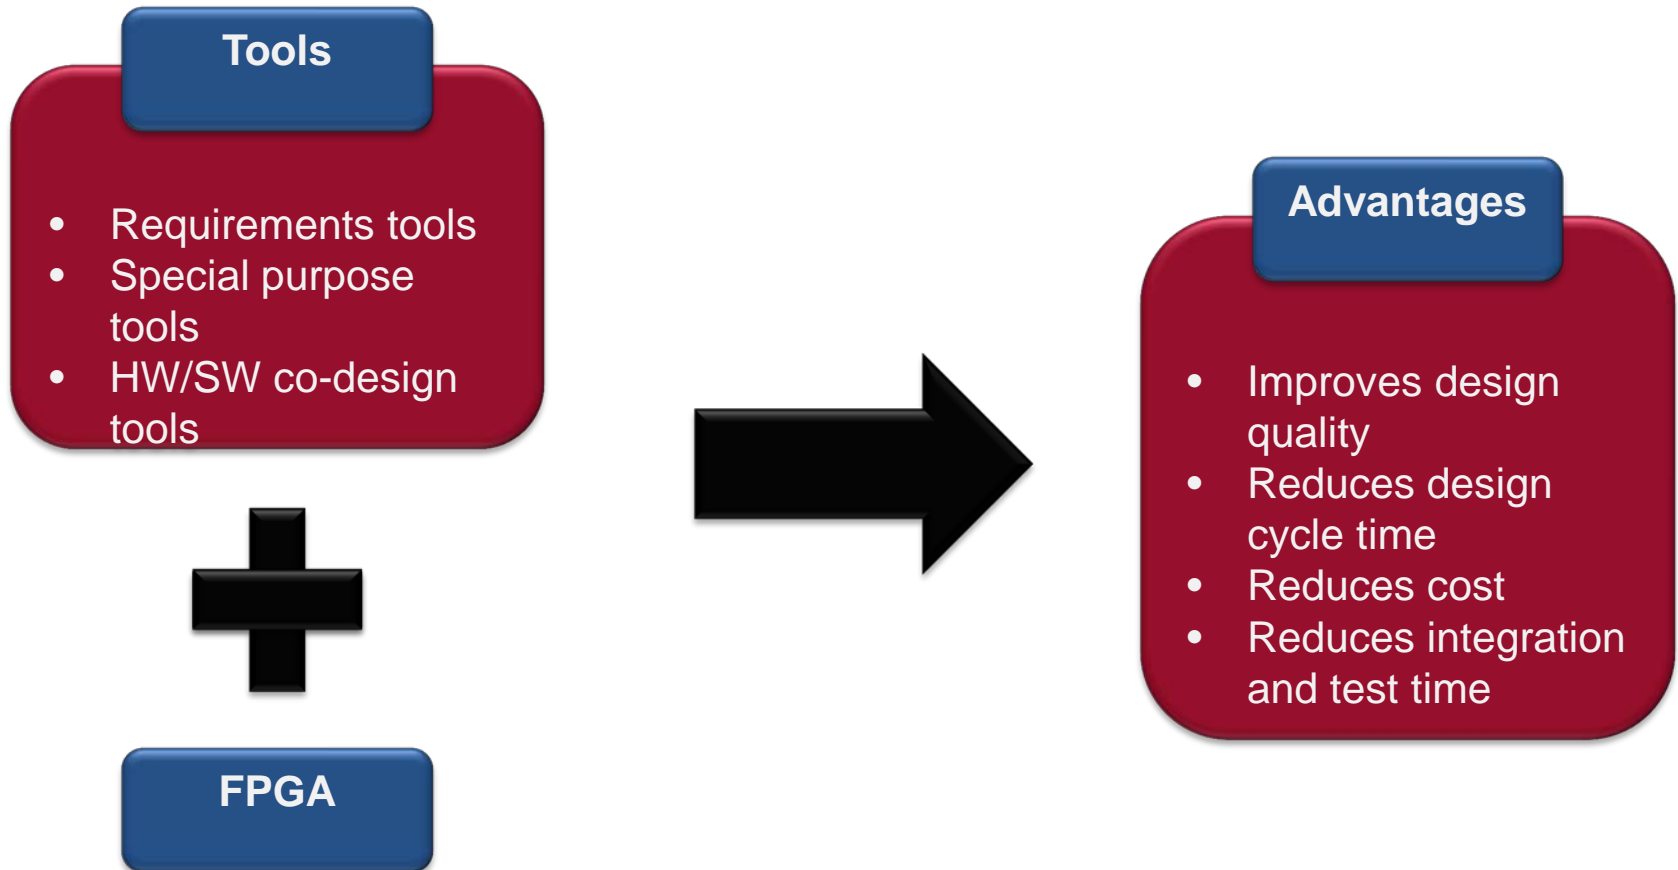 Tools
• Requirements tools
• Special purpose
tools
• HW/SW co-design
tools
FPGA
Advantages
• Improves design
quality
• Reduces design
cycle time
• Reduces cost
• Reduces integration
and test time